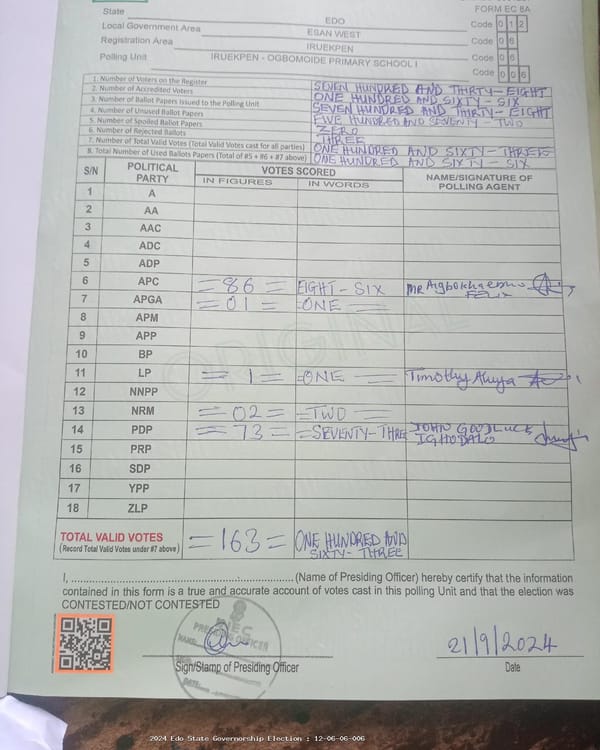 FORM EC 8A
State EDO Code 0 1 2
Local Government Area ESAN WEST Code 0 6
Registration Area IRUEKPEN Code 0 6
Polling Unit IRUEKPEN - OGBOMOIDE PRIMARY SCHOOL I Code 0 0 6
1. Number of Voters on the Register SEVEN HUNDRED AND THIRTY-EIGHT
2. Number of Accredited Voters ONE HUNDRED AND SIXTY-SIX
3. Number of Ballot Papers Issued to the Polling Unit SEVEN HUNDRED AND THIRTY-EIGHT
4. Number of Unused Ballot Papers FIVE HUNDRED AND SEVENTY-TWO
5. Number of Spoiled Ballot Papers ZERO
6. Number of Rejected Ballots THREE
7. Number of Total Valid Votes (Total Valid Votes cast for all parties) ONE HUNDRED AND SIXTY-THREE
8. Total Number of Used Ballots Papers (Total of #5 + #6 + #7 above) ONE HUNDRED AND SIXTY-SIX
S/N POLITICAL PARTY VOTES SCORED NAME/SIGNATURE OF POLLING AGENT
IN FIGURES IN WORDS
1 A
2 AA
3 AAC
4 ADC
5 ADP
6 APC =86= EIGHT-SIX MR FELIX
7 APGA =01= =ONE=
8 APM
9 APP
10 BP
11 LP =1= =ONE= Timothy
12 NNPP
13 NRM =02= =TWO=
14 PDP =73= =SEVENTY-THREE JOHN GOODLUCK IGHODALO
15 PRP
16 SDP
17 YPP
18 ZLP
ORIGINAL
TOTAL VALID VOTES =163= ONE HUNDRED AND
(Record Total Valid Votes under #7 above) SIXTY-THREE
I, ........................................................(Name of Presiding Officer) hereby certify that the information
contained in this form is a true and accurate account of votes cast in this polling Unit and that the election was
CONTESTED/NOT CONTESTED
INEC
PRESIDING OFFICER
NAME:
DATE:
21/9/2024
Sign/Stamp of Presiding Officer Date
2024 Edo State Governorship Election : 12-06-06-006